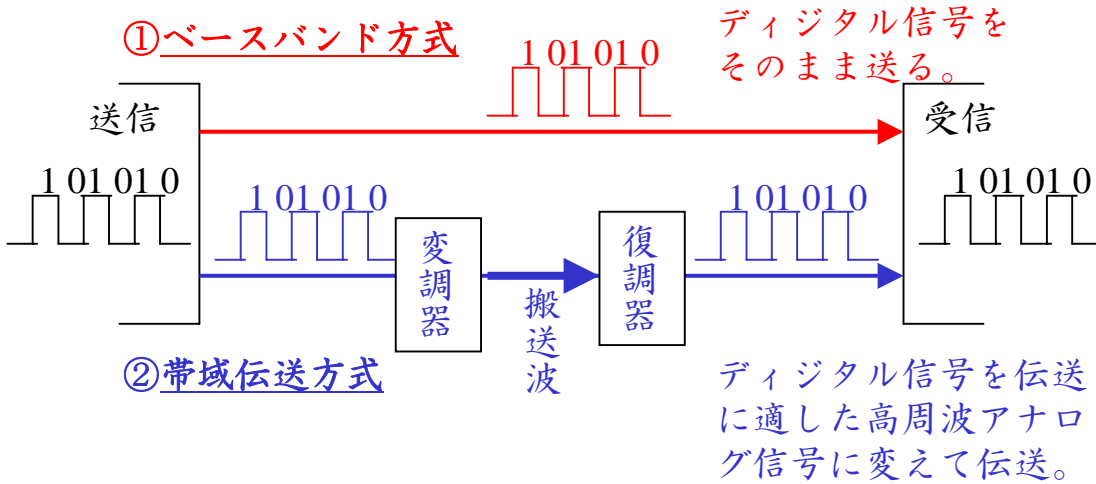 ①ベースバンド方式
1 01 01 0
ディジタル信号を
そのまま送る。
送信
受信
1 01 01 0
1 01 01 0
1 01 01 0
1 01 01 0
変調器
搬送波
復調器
②帯域伝送方式
ディジタル信号を伝送
に適した高周波アナロ
グ信号に変えて伝送。